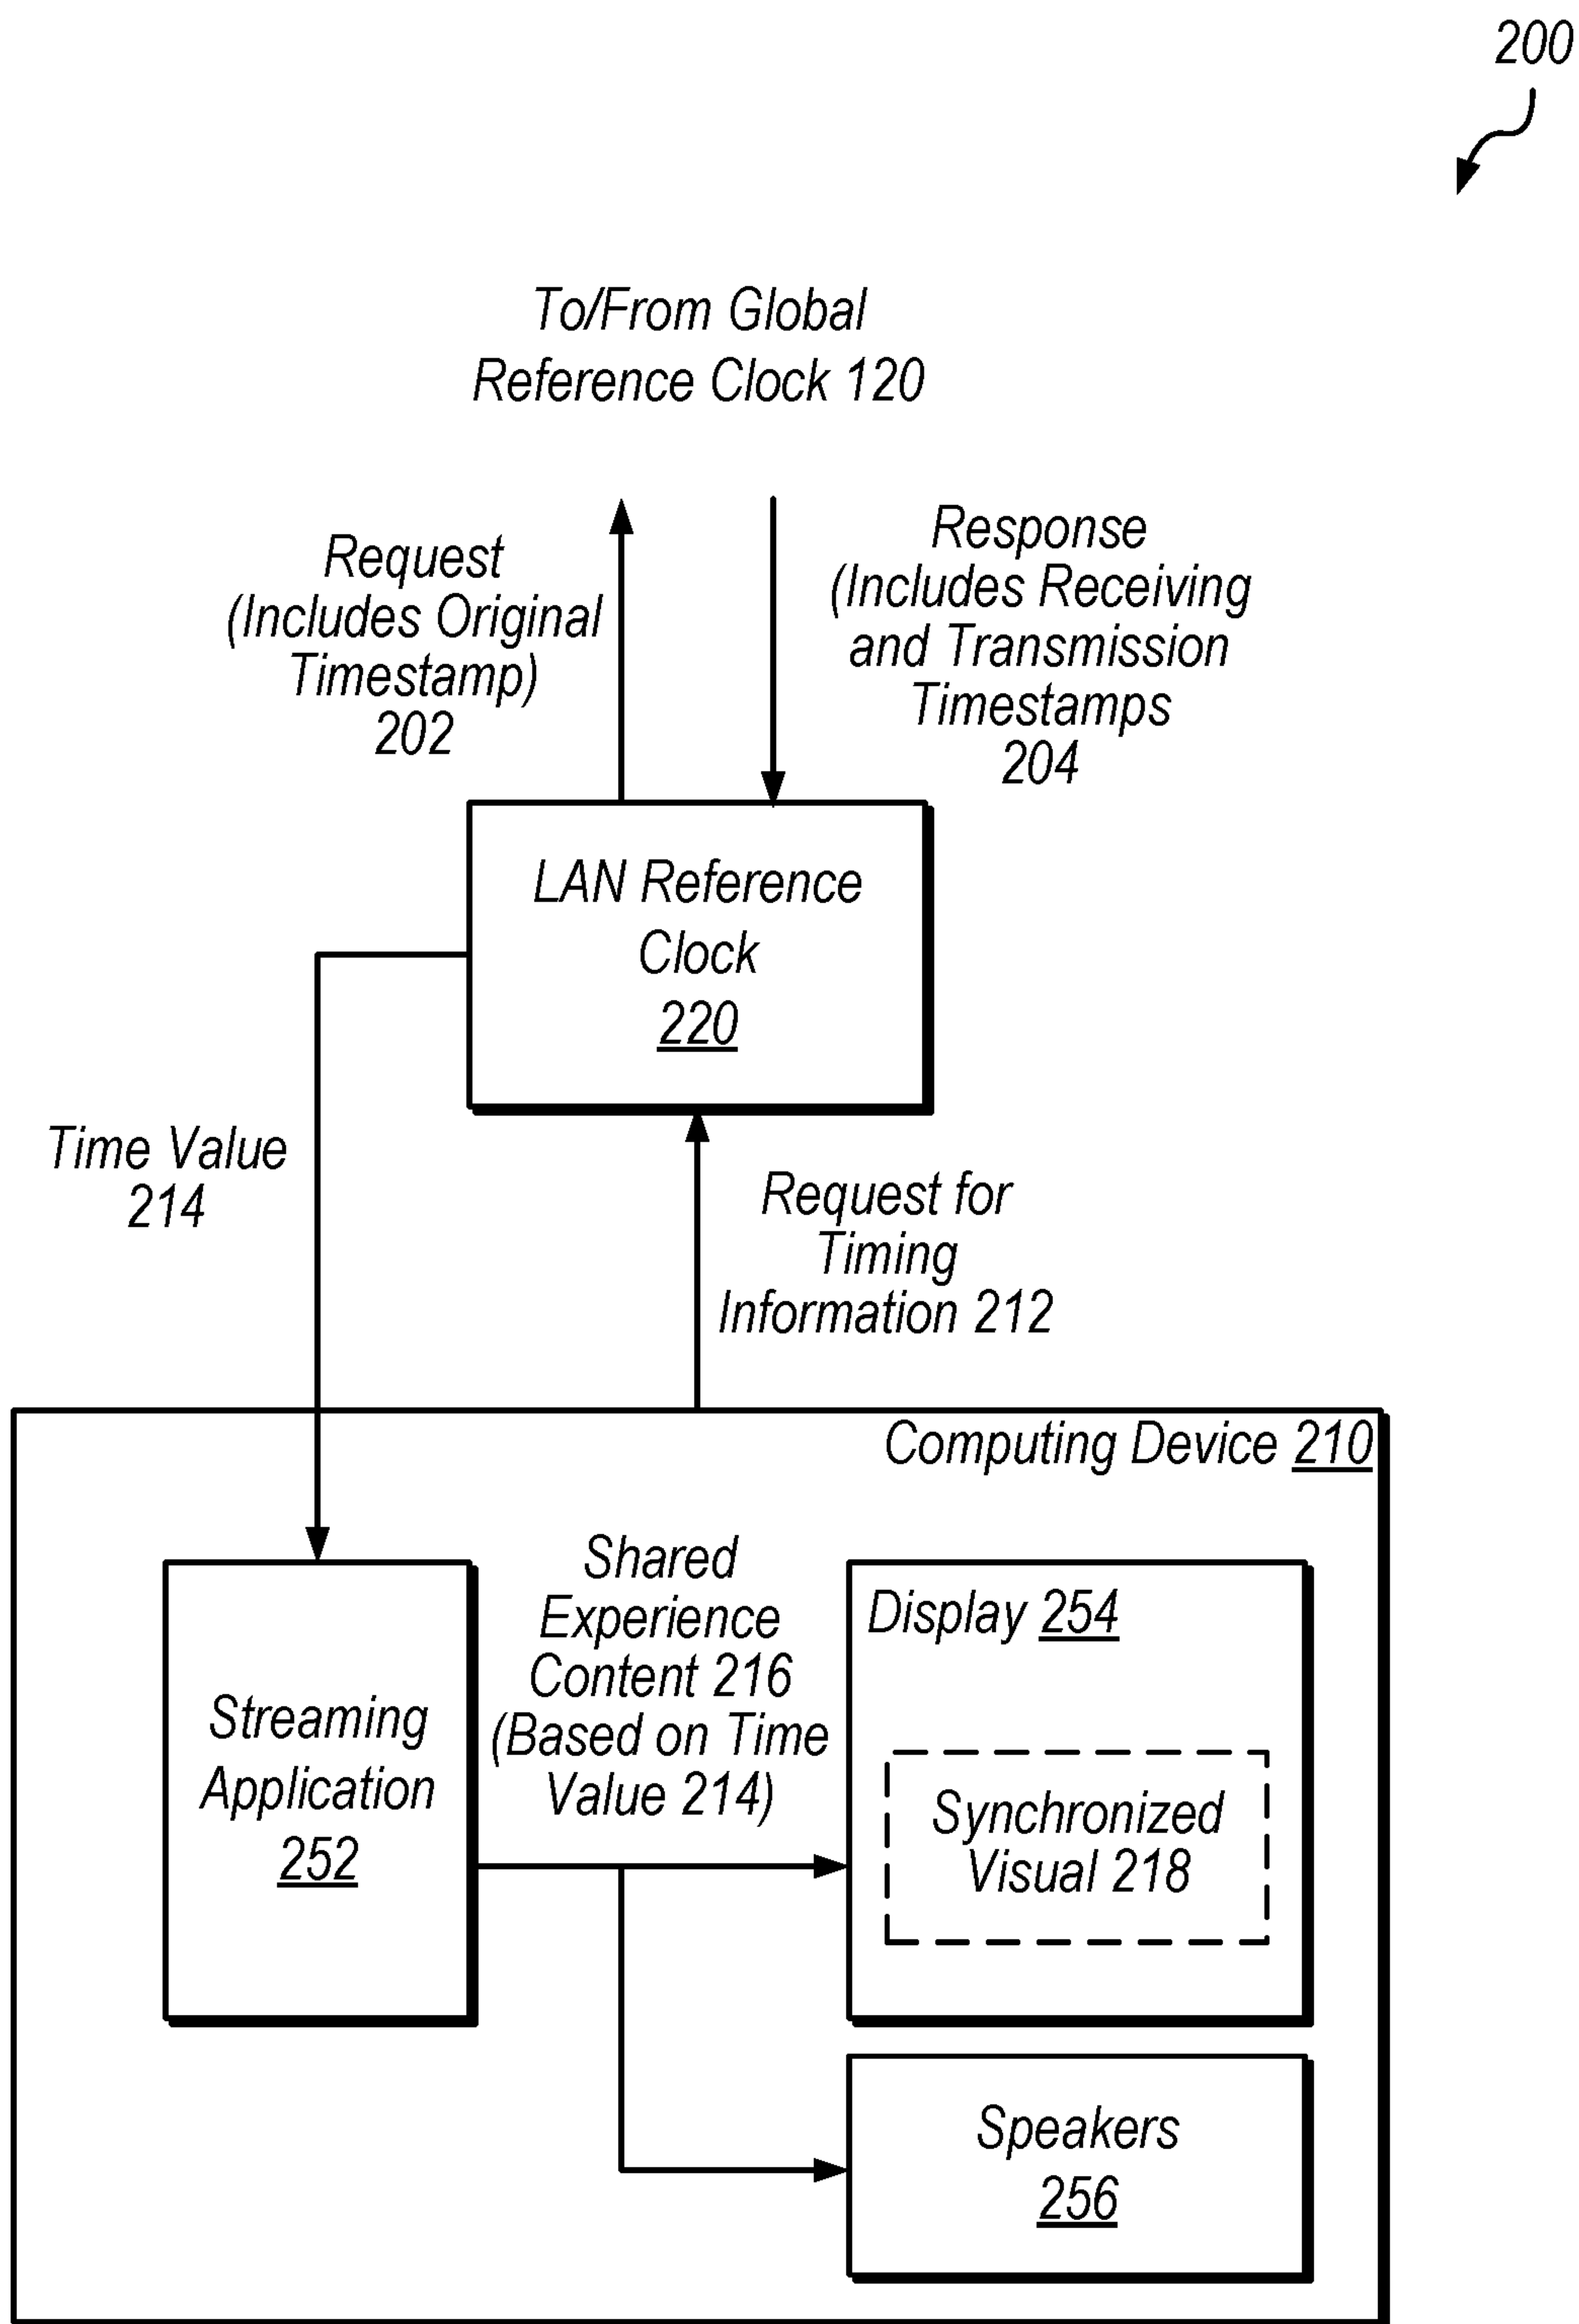 200
To/From Global
Reference Clock 120
Request
(Includes Original
Timestamp)
202
Response
(Includes Receiving
and Transmission
Timestamps
204
LAN Reference
Clock
220
Time Value
214
Request for
Timing
Information 212
Computing Device 210
Shared
Experience
Content 216
(Based on Time
Value 214)
Streaming
Application
252
Display 254
Synchronized
Visual 218
Speakers
256